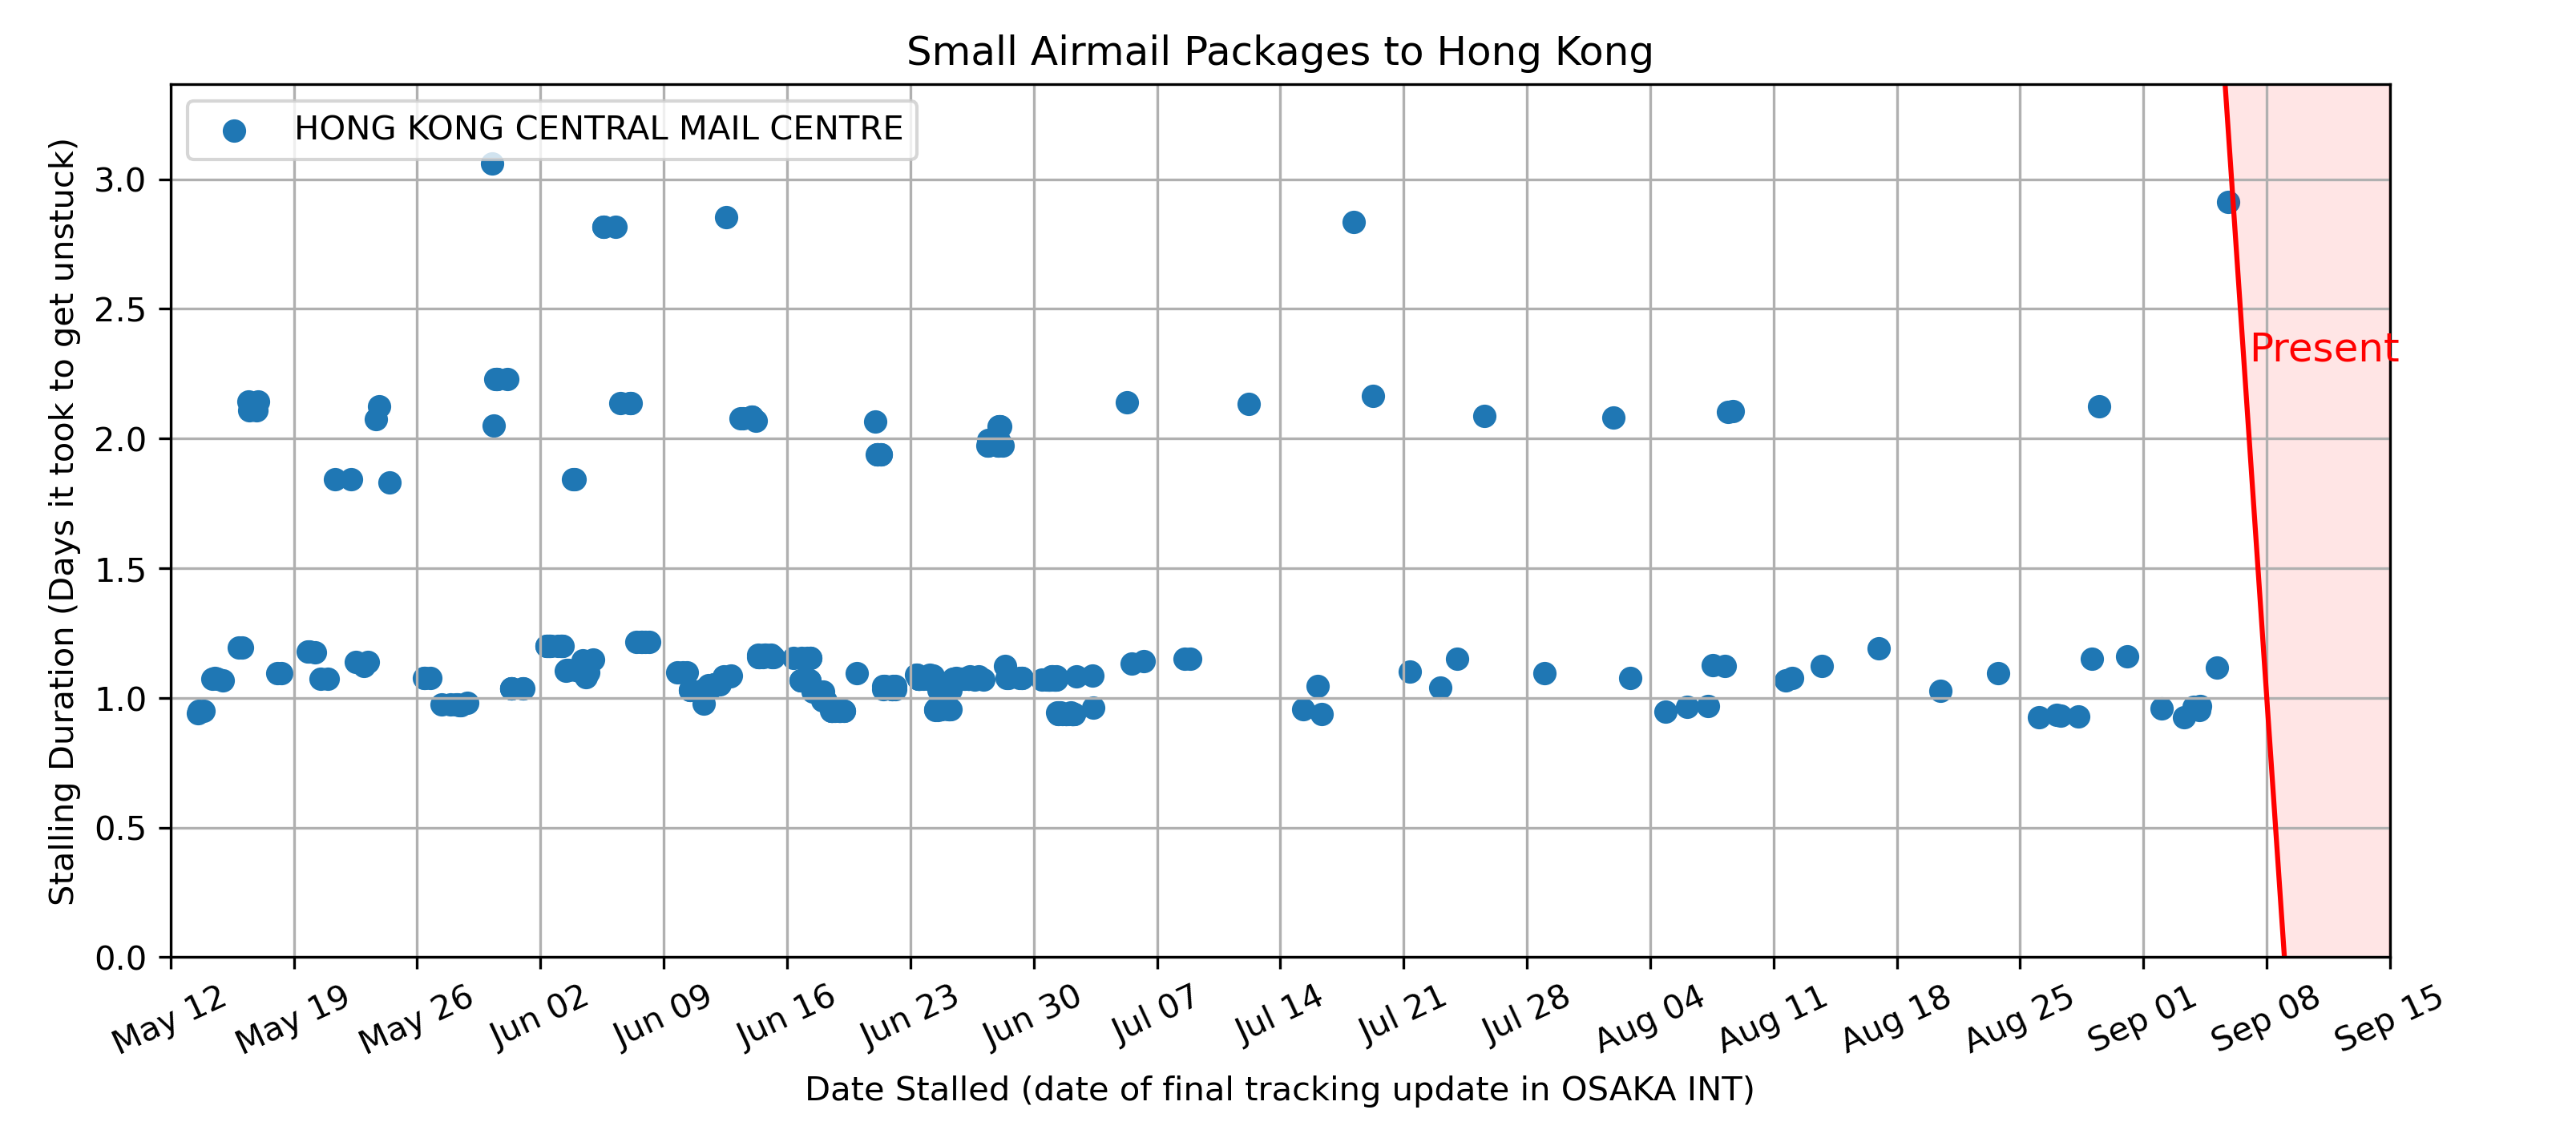 Small Airmail Packages to Hong Kong
HONG KONG CENTRAL MAIL CENTRE
Stalling Duration (Days it took to get unstuck)
3.0
2.5
2.0
1.5
1.0
0.5
0.0
Present
May 12
May 19
May 26
Jun 02
Jun 09
Jun 16
Jun 23
Jun 30
Jul 07
Jul 14
Jul 21
Jul 28
Aug 04
Aug 11
Aug 18
Aug 25
Sep 01
Sep 08
Sep 15
Date Stalled (date of final tracking update in OSAKA INT)